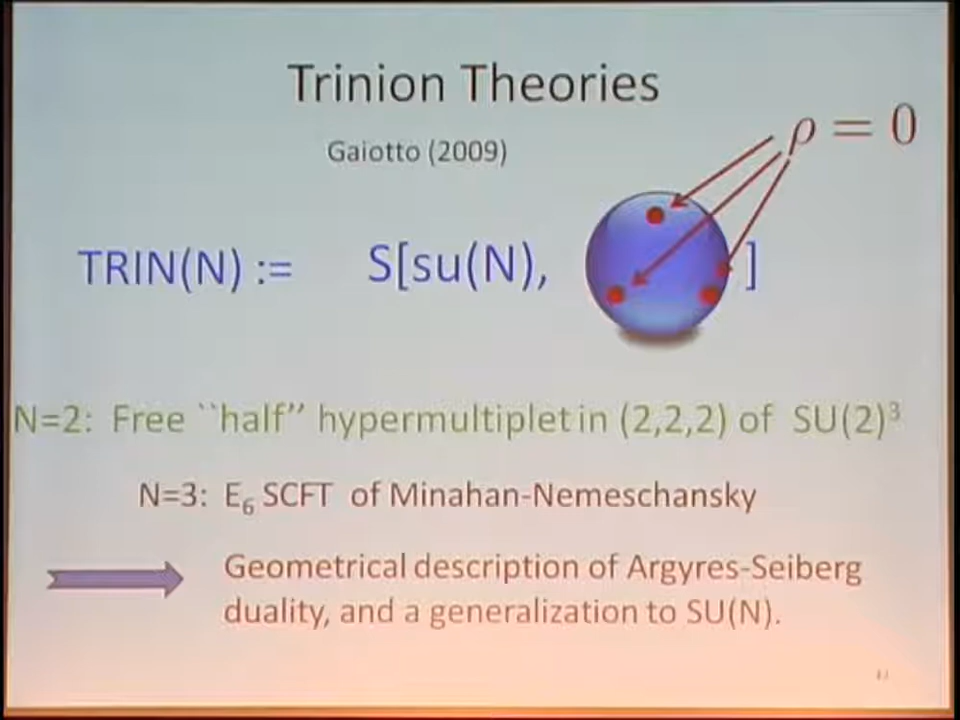 Trinion Theories
Gaiotto (2009)
ρ = 0
TRIN(N) := S[su(N), ]
N=2: Free ``half’’ hypermultiplet in (2,2,2) of SU(2)³
N=3: E₆ SCFT of Minahan-Nemeschansky
Geometrical description of Argyres-Seiberg
duality, and a generalization to SU(N).